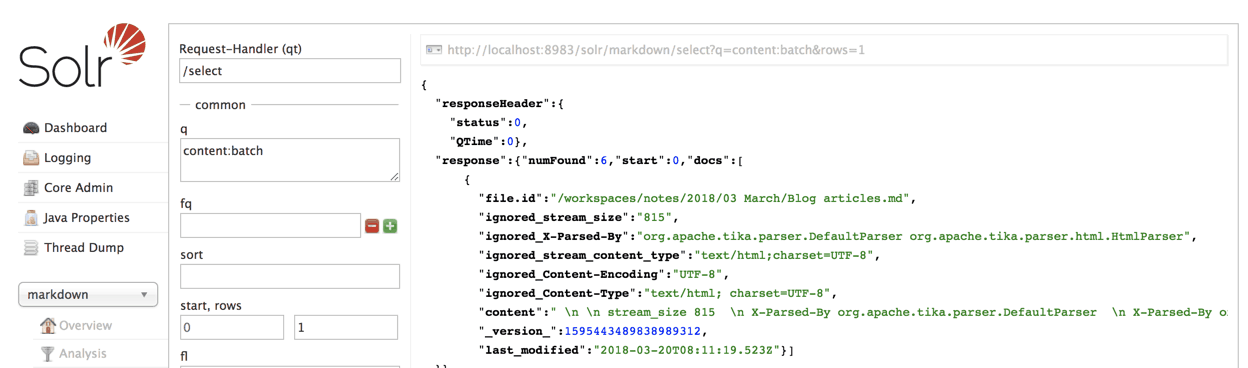 Solr
Dashboard
Logging
Core Admin
Java Properties
Thread Dump
markdown
Overview
Analysis
Request-Handler (qt)
/select
common
q
content:batch
fq
sort
start, rows
0
1
fl
http://localhost:8983/solr/markdown/select?q=content:batch&rows=1
{
"responseHeader":{
"status":0,
"QTime":0},
"response":{"numFound":6,"start":0,"docs":[
{
"file.id":"/workspaces/notes/2018/03 March/Blog articles.md",
"ignored_stream_size":"815",
"ignored_X-Parsed-By":"org.apache.tika.parser.DefaultParser org.apache.tika.parser.html.HtmlParser",
"ignored_stream_content_type":"text/html;charset=UTF-8",
"ignored_Content-Encoding":"UTF-8",
"ignored_Content-Type":"text/html; charset=UTF-8",
"content":" \n \n stream_size 815  \n X-Parsed-By org.apache.tika.parser.DefaultParser  \n X-Parsed-By o
"_version_":1595443489838989312,
"last_modified":"2018-03-20T08:11:19.523Z"}]